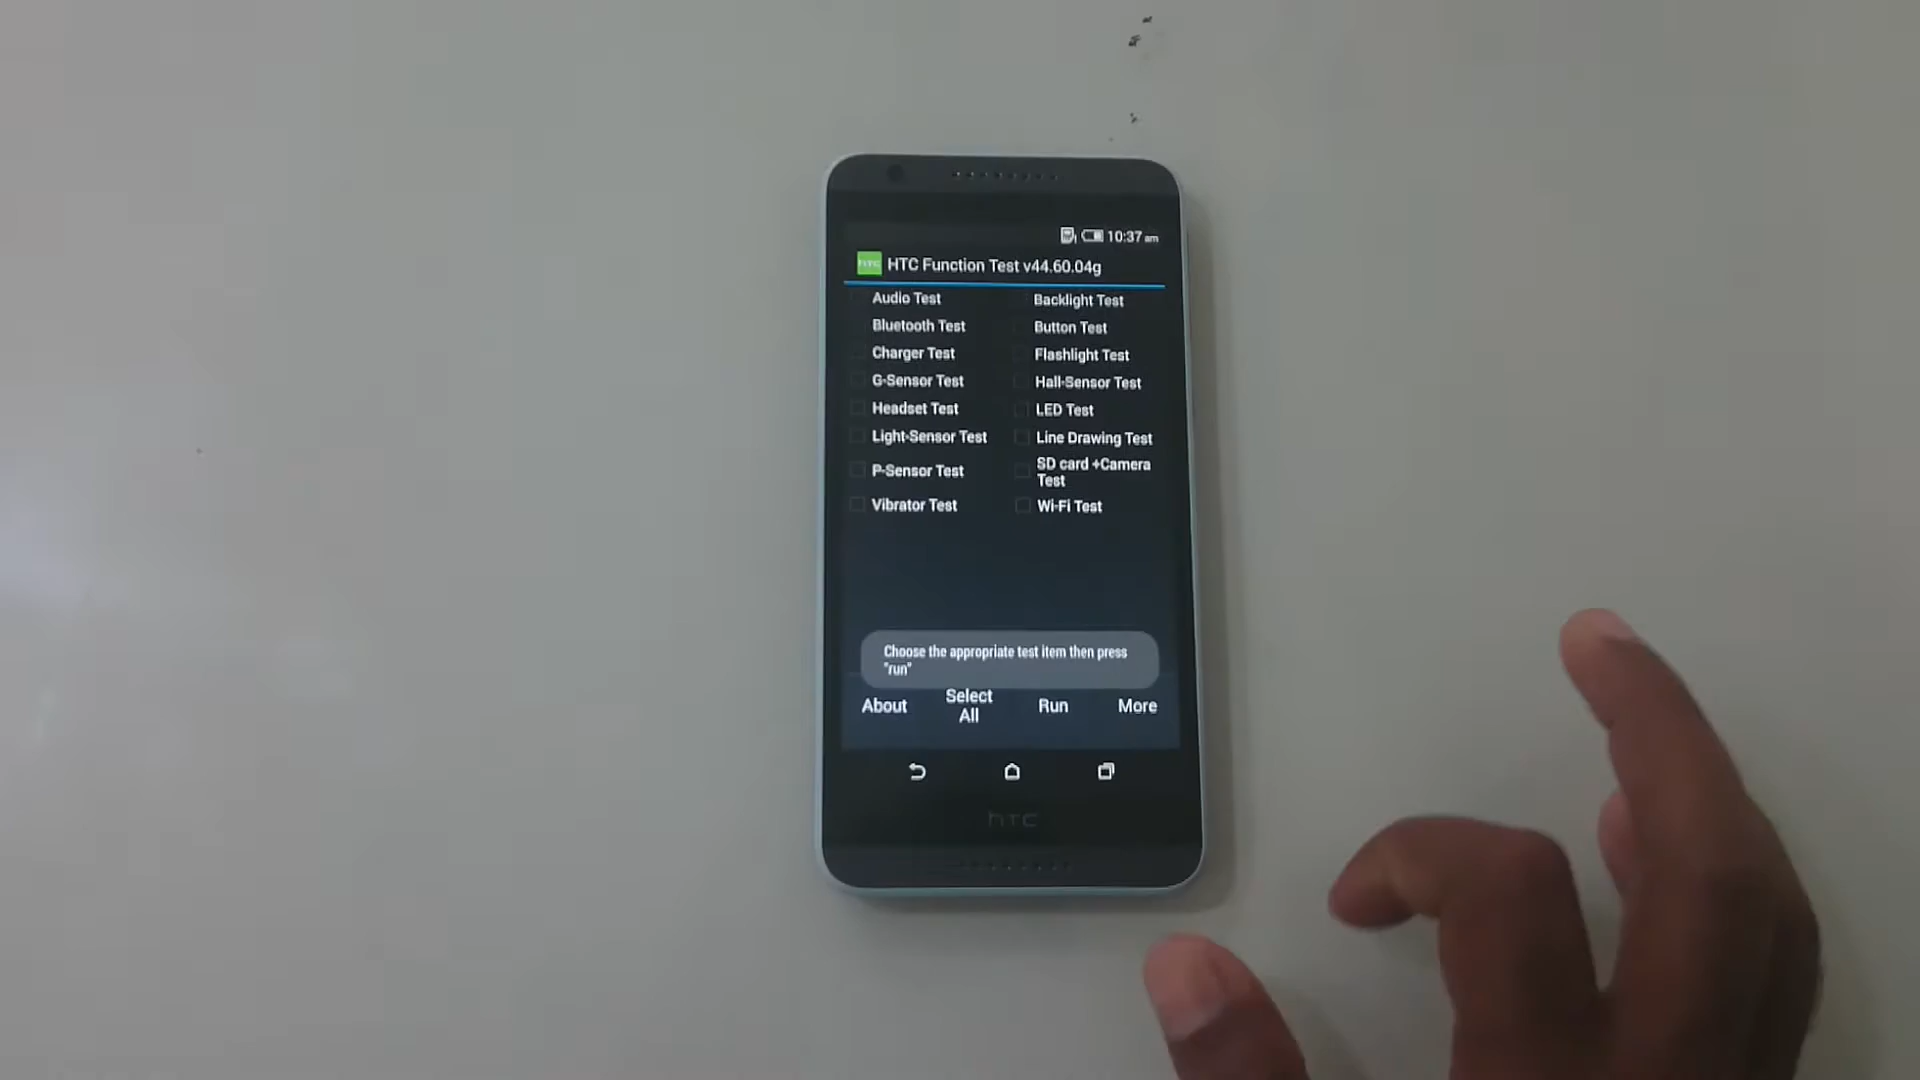 10:37 am
hTC HTC Function Test v44.60.04g
Audio Test
Backlight Test
Bluetooth Test
Button Test
Charger Test
Flashlight Test
G-Sensor Test
Hall-Sensor Test
Headset Test
LED Test
Light-Sensor Test
Line Drawing Test
P-Sensor Test
SD card +Camera
Test
Vibrator Test
Wi-Fi Test
Choose the appropriate test item then press
"run"
About
Select
All
Run
More
hTC